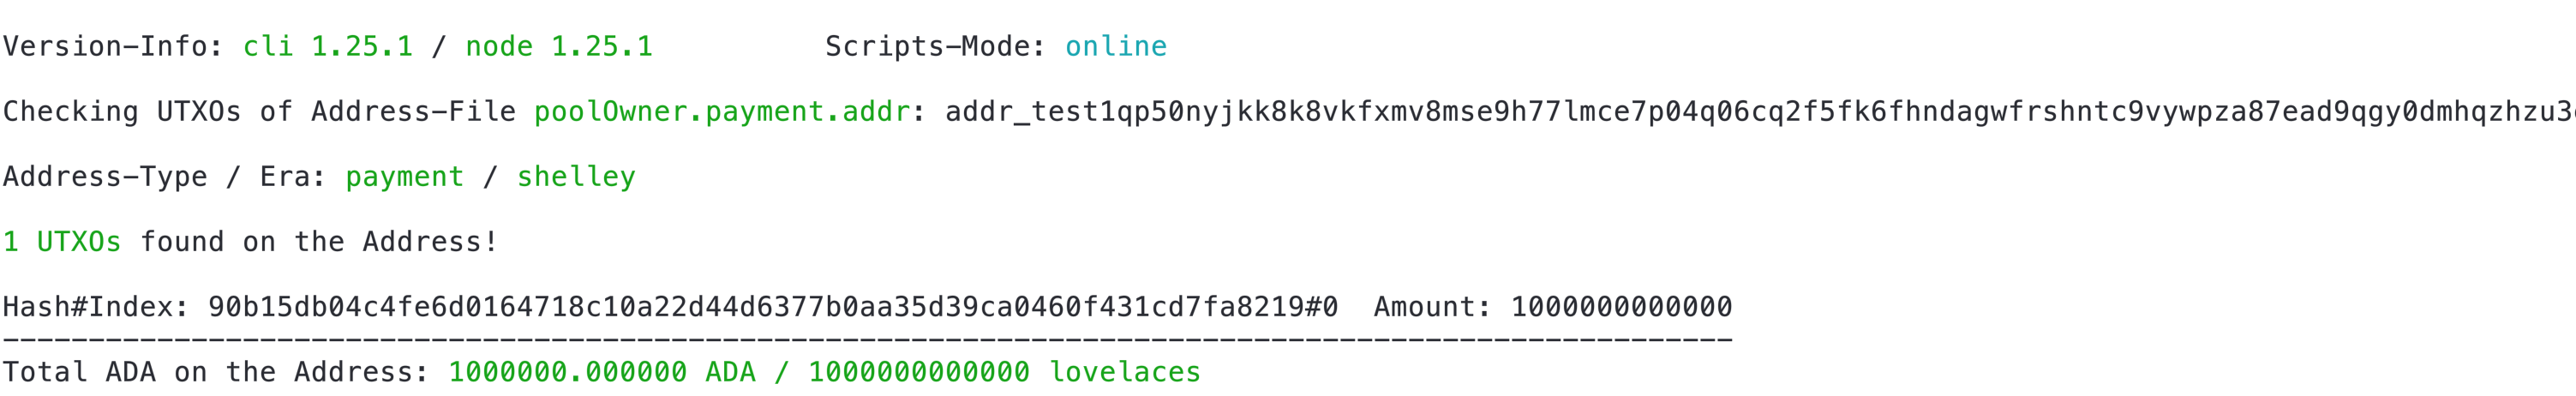 Version-Info: cli 1.25.1 / node 1.25.1 Scripts-Mode: online
Checking UTXOs of Address-File poolOwner.payment.addr: addr_test1qp50nyjkk8k8vkfxmv8mse9h77lmce7p04q06cq2f5fk6fhndagwfrshntc9vywpza87ead9qgy0dmhqzhzu3
Address-Type / Era: payment / shelley
1 UTXOs found on the Address!
Hash#Index: 90b15db04c4fe6d0164718c10a22d44d6377b0aa35d39ca0460f431cd7fa8219#0 Amount: 1000000000000
-----------------------------------------------------------------------------------------------------
Total ADA on the Address: 1000000.000000 ADA / 1000000000000 lovelaces